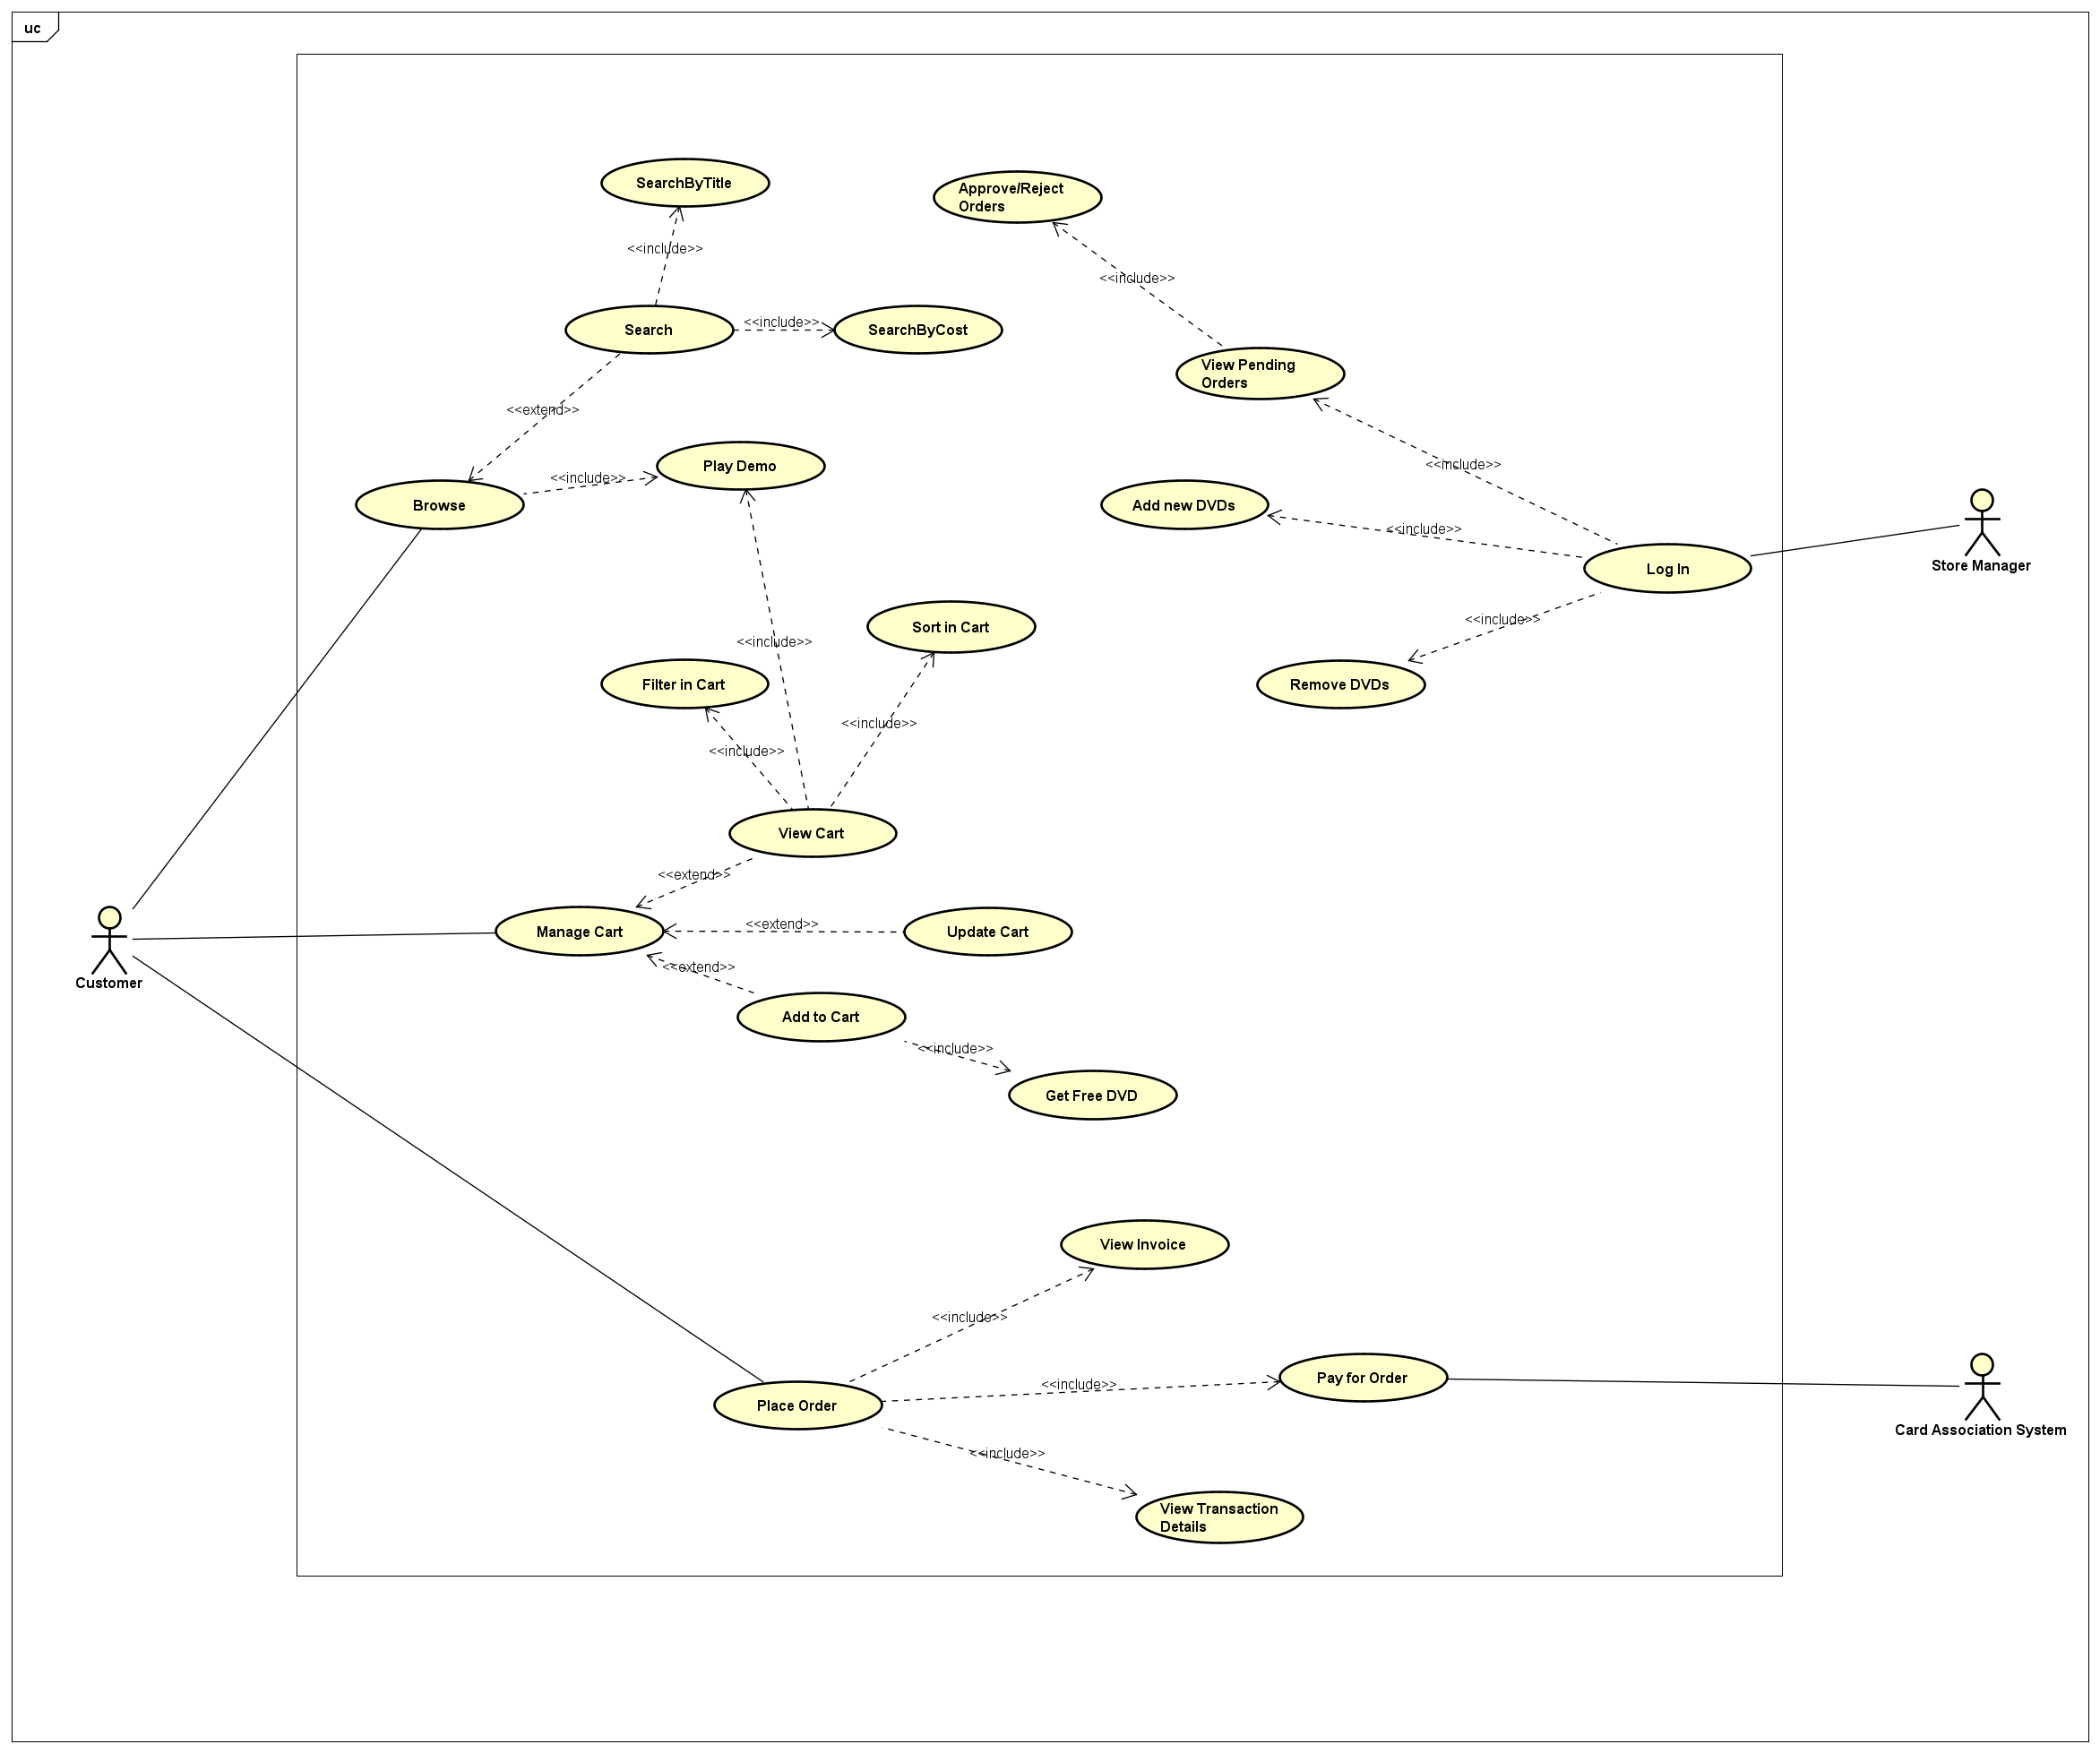 uc
SearchByTitle
Approve/Reject
Orders
<<include>>
<<include>>
Search
<<include>>
SearchByCost
View Pending
Orders
<<extend>>
<<include>>
Play Demo
<<include>>
Browse
Add new DVDs
<<include>>
Log In
Store Manager
<<include>>
Sort in Cart
<<include>>
Filter in Cart
Remove DVDs
<<include>>
<<include>>
View Cart
<<extend>>
Manage Cart
<<extend>>
Update Cart
<<extend>>
Customer
Add to Cart
<<include>>
Get Free DVD
View Invoice
<<include>>
Pay for Order
<<include>>
Place Order
Card Association System
<<include>>
View Transaction
Details